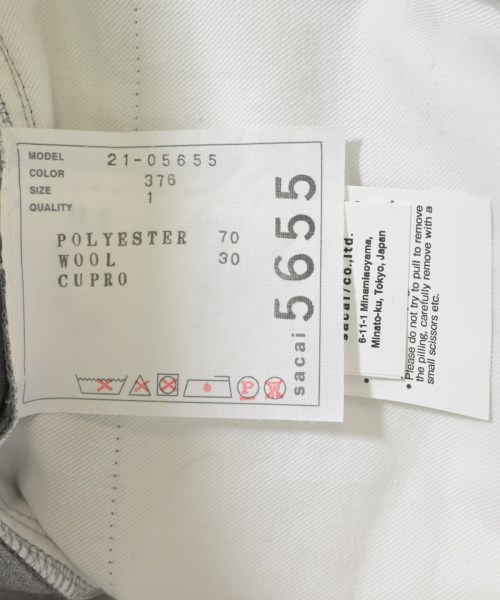 MODEL 21-05655
COLOR 376
SIZE 1
QUALITY
POLYESTER 70
WOOL 30
CUPRO
sacai 5655
P
W
sacai/co.,ltd.
6-11-1 Minamiaoyama,
Minato-ku, Tokyo, Japan
• Please do not try to pull to remove
the pilling, carefully remove with a
small scissors etc.